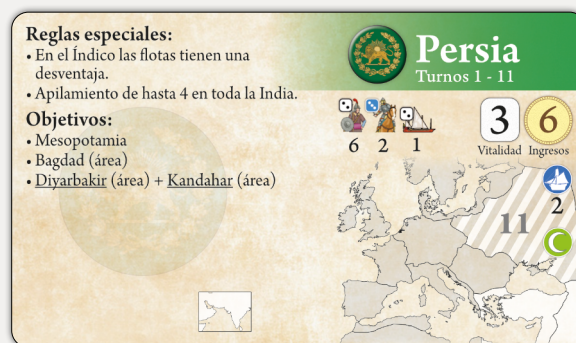 Reglas especiales:
• En el Índico las flotas tienen una
desventaja.
• Apilamiento de hasta 4 en toda la India.
Objetivos:
• Mesopotamia
• Bagdad (área)
• Diyarbakir (área) + Kandahar (área)
Persia
Turnos 1 - 11
6 2 1
3 6
Vitalidad Ingresos
2
11